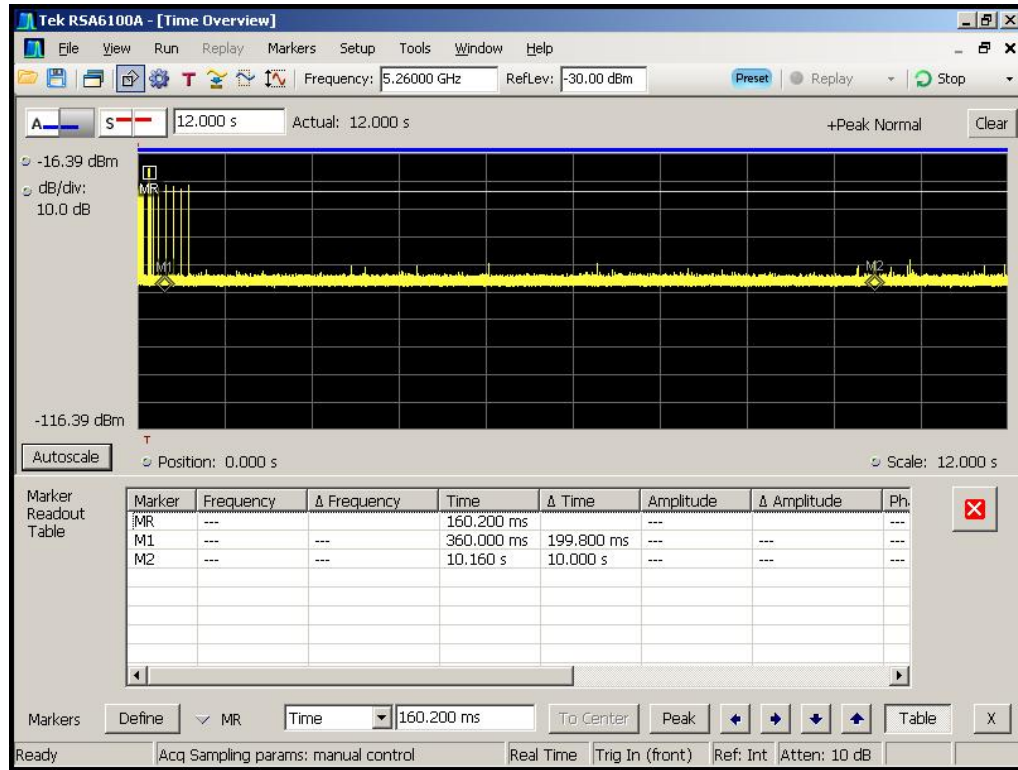 Tek RSA6100A - [Time Overview]
File View Run Replay Markers Setup Tools Window Help
T Frequency: 5.26000 GHz RefLev: -30.00 dBm Preset Replay Stop
A S 12.000 s Actual: 12.000 s +Peak Normal Clear
-16.39 dBm
dB/div:
10.0 dB
MR
M1
M2
-116.39 dBm
T
Autoscale Position: 0.000 s Scale: 12.000 s
Marker Readout Table
Marker Frequency Δ Frequency Time Δ Time Amplitude Δ Amplitude Ph
MR --- 160.200 ms --- ---
M1 --- --- 360.000 ms 199.800 ms --- --- ---
M2 --- --- 10.160 s 10.000 s --- --- ---
Markers Define MR Time 160.200 ms To Center Peak Table X
Ready Acq Sampling params: manual control Real Time Trig In (front) Ref: Int Atten: 10 dB